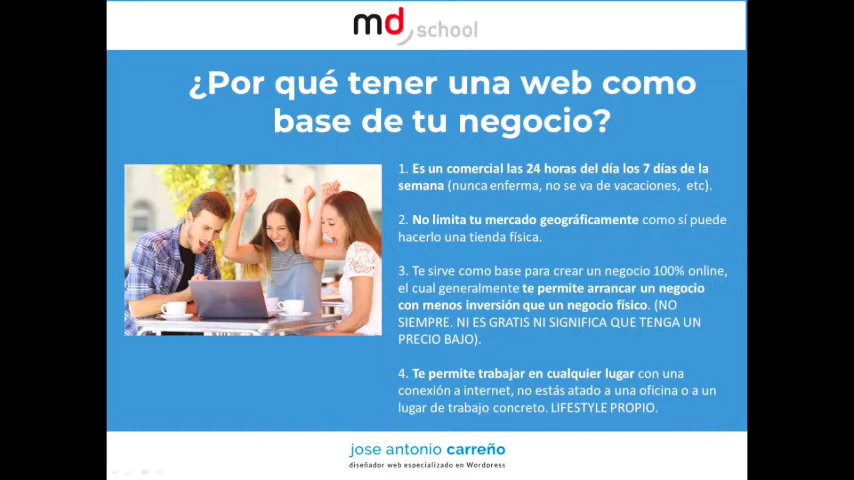 md school
¿Por qué tener una web como
base de tu negocio?
1. Es un comercial las 24 horas del día los 7 días de la
semana (nunca enferma, no se va de vacaciones, etc).
2. No limita tu mercado geográficamente como sí puede
hacerlo una tienda física.
3. Te sirve como base para crear un negocio 100% online,
el cual generalmente te permite arrancar un negocio
con menos inversión que un negocio físico. (NO
SIEMPRE. NI ES GRATIS NI SIGNIFICA QUE TENGA UN
PRECIO BAJO).
4. Te permite trabajar en cualquier lugar con una
conexión a internet, no estás atado a una oficina o a un
lugar de trabajo concreto. LIFESTYLE PROPIO.
jose antonio carreño
diseñador web especializado en Wordpress